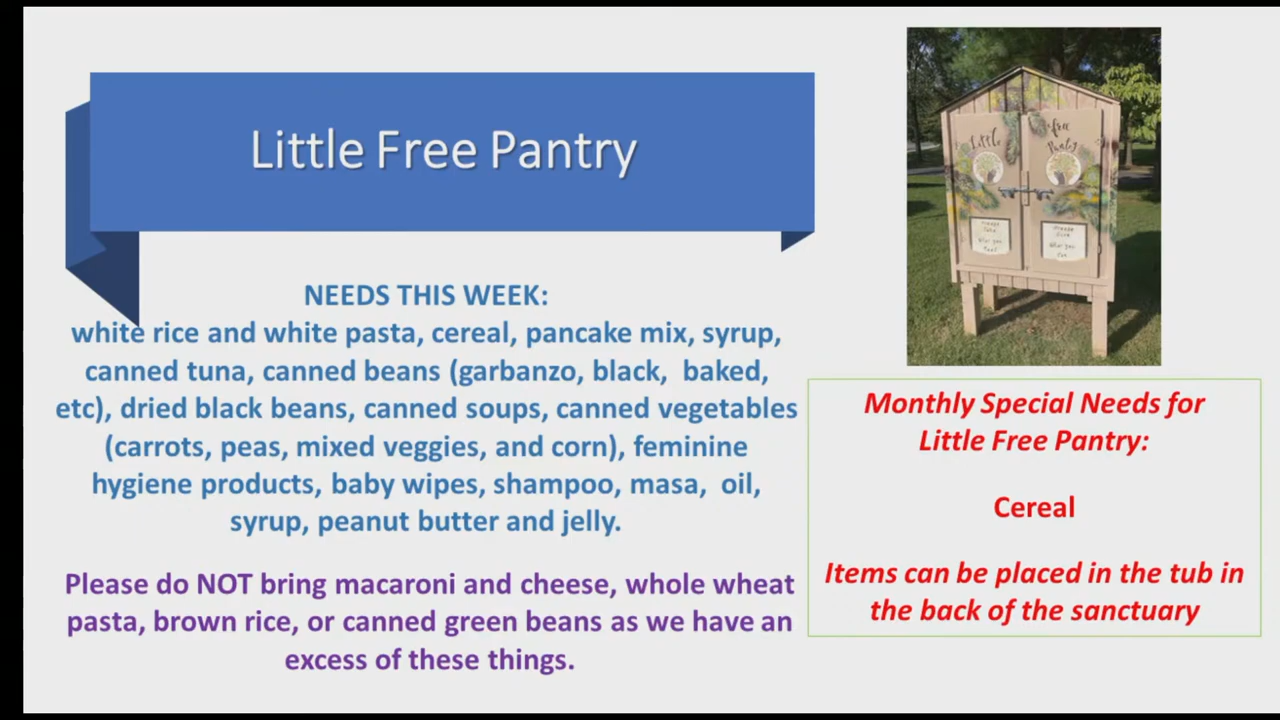 Little Free Pantry
NEEDS THIS WEEK:
white rice and white pasta, cereal, pancake mix, syrup,
canned tuna, canned beans (garbanzo, black, baked,
etc), dried black beans, canned soups, canned vegetables
(carrots, peas, mixed veggies, and corn), feminine
hygiene products, baby wipes, shampoo, masa, oil,
syrup, peanut butter and jelly.
Please do NOT bring macaroni and cheese, whole wheat
pasta, brown rice, or canned green beans as we have an
excess of these things.
Little free
Pantry
Monthly Special Needs for
Little Free Pantry:
Cereal
Items can be placed in the tub in
the back of the sanctuary